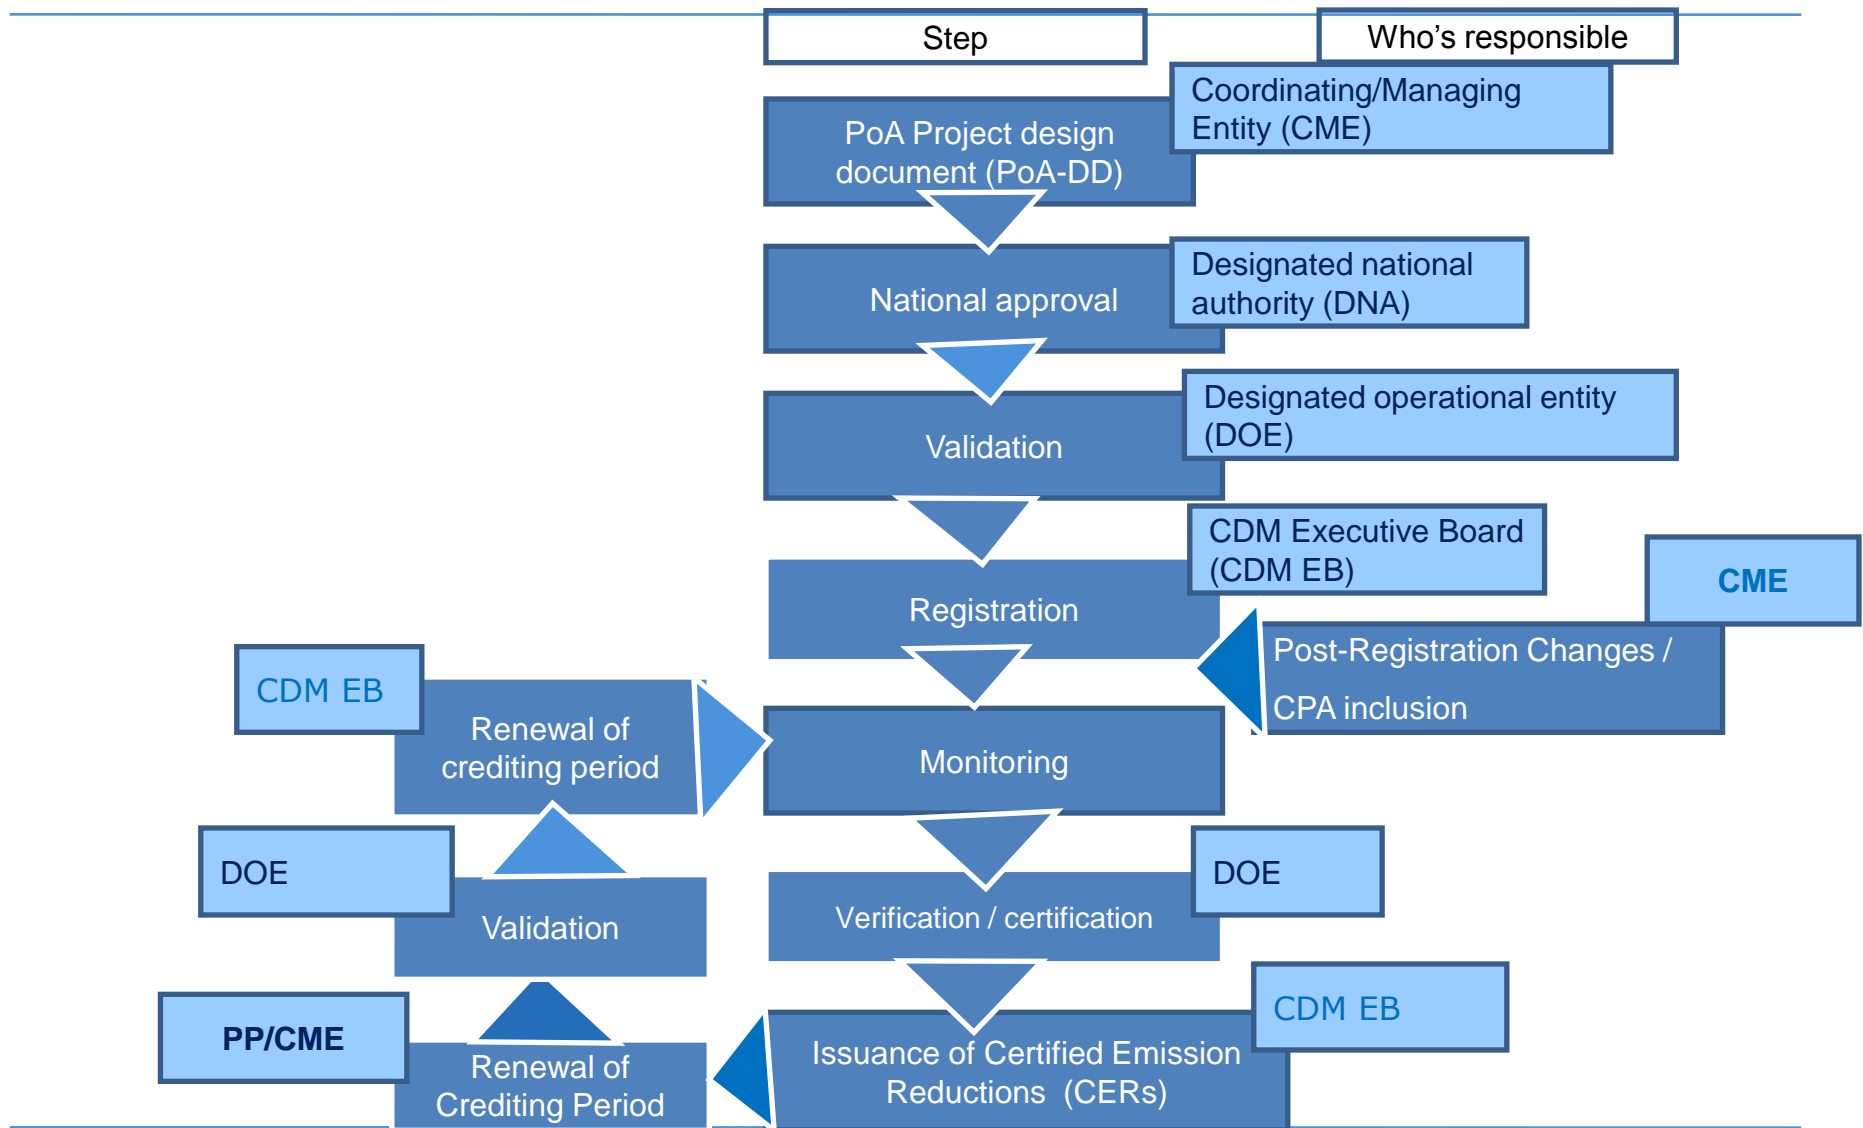 Step
Who's responsible
PoA Project design
document (PoA-DD)
Coordinating/Managing
Entity (CME)
National approval
Designated national
authority (DNA)
Validation
Designated operational entity
(DOE)
Registration
CDM Executive Board
(CDM EB)
CME
Post-Registration Changes /
CPA inclusion
CDM EB
Renewal of
crediting period
Monitoring
DOE
Validation
Verification / certification
DOE
PP/CME
Renewal of
Crediting Period
Issuance of Certified Emission
Reductions (CERs)
CDM EB